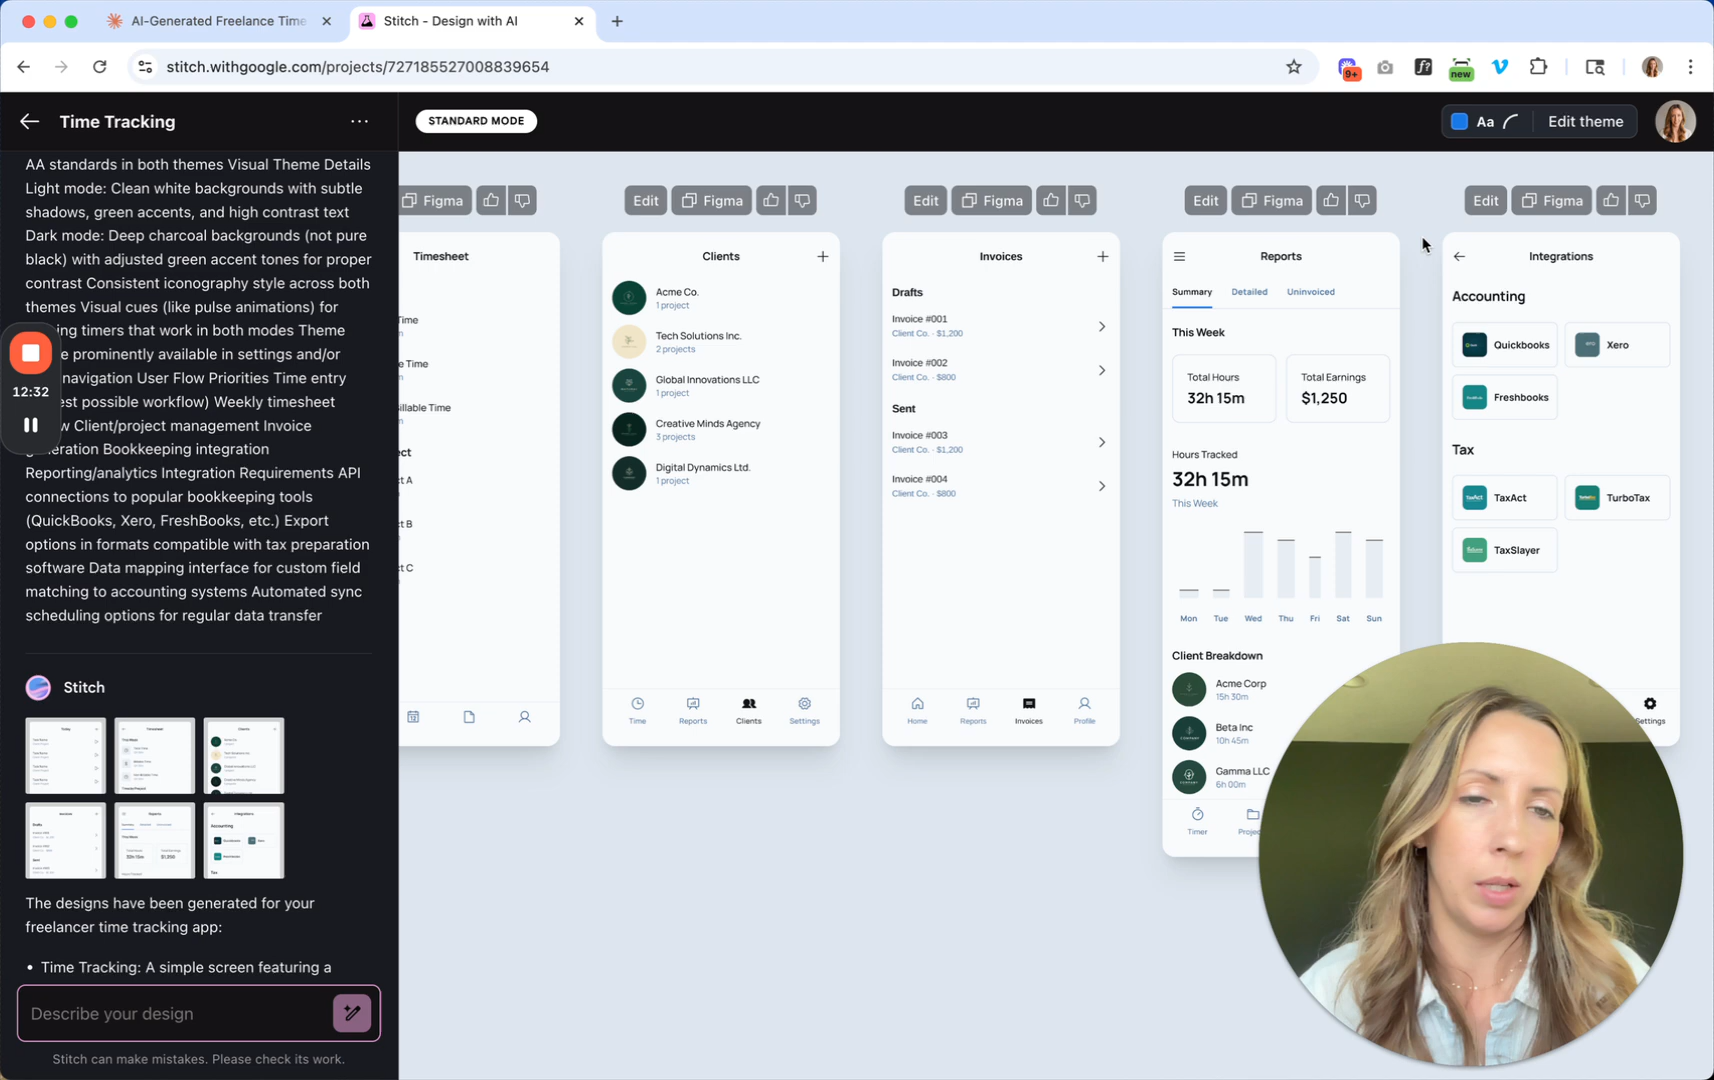 AI-Generated Freelance Time
Stitch - Design with AI
stitch.withgoogle.com/projects/727185527008839654
9+
new
Time Tracking
STANDARD MODE
Aa
Edit theme
AA standards in both themes Visual Theme Details
Light mode: Clean white backgrounds with subtle
shadows, green accents, and high contrast text
Dark mode: Deep charcoal backgrounds (not pure
black) with adjusted green accent tones for proper
contrast Consistent iconography style across both
themes Visual cues (like pulse animations) for
timers that work in both modes Theme
prominently available in settings and/or
navigation User Flow Priorities Time entry
possible workflow) Weekly timesheet
Client/project management Invoice
generation Bookkeeping integration
Reporting/analytics Integration Requirements API
connections to popular bookkeeping tools
(QuickBooks, Xero, FreshBooks, etc.) Export
options in formats compatible with tax preparation
software Data mapping interface for custom field
matching to accounting systems Automated sync
scheduling options for regular data transfer
12:32
Stitch
The designs have been generated for your
freelancer time tracking app:
• Time Tracking: A simple screen featuring a
Describe your design
Stitch can make mistakes. Please check its work.
Figma
Timesheet
Time
Time
Billable Time
Edit
Figma
Clients
Acme Co.
1 project
Tech Solutions Inc.
2 projects
Global Innovations LLC
1 project
Creative Minds Agency
3 projects
Digital Dynamics Ltd.
1 project
Time
Reports
Clients
Settings
Edit
Figma
Invoices
Drafts
Invoice #001
Client Co. · $1,200
Invoice #002
Client Co. · $800
Sent
Invoice #003
Client Co. · $1,200
Invoice #004
Client Co. · $800
Home
Reports
Invoices
Profile
Edit
Figma
Reports
Summary
Detailed
Uninvoiced
This Week
Total Hours
32h 15m
Total Earnings
$1,250
Hours Tracked
32h 15m
This Week
Mon
Tue
Wed
Thu
Fri
Sat
Sun
Client Breakdown
Acme Corp
15h 30m
Beta Inc
10h 45m
Gamma LLC
6h 00m
Timer
Projec
Edit
Figma
Integrations
Accounting
Quickbooks
Xero
Freshbooks
Tax
TaxAct
TurboTax
TaxSlayer
Settings